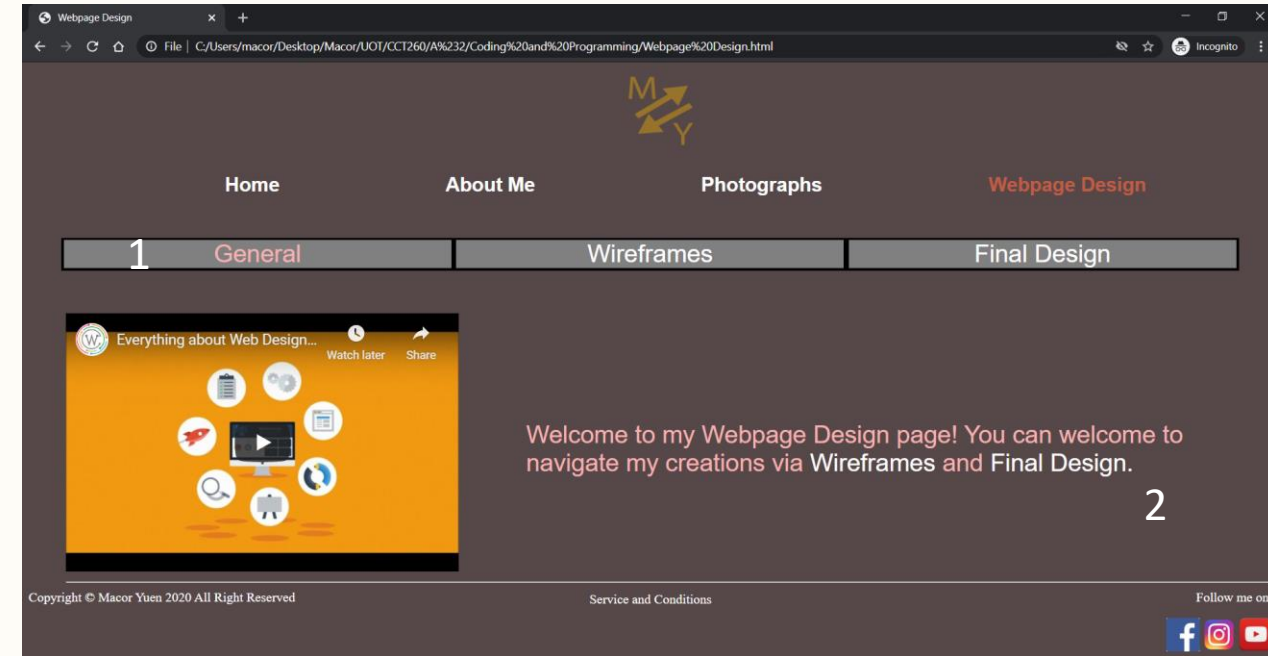 Webpage Design
File | C:/Users/macor/Desktop/Macor/UOT/CCT260/A%232/Coding%20and%20Programming/Webpage%20Design.html
Incognito
M
Y
Home About Me Photographs Webpage Design
1 General Wireframes Final Design
W Everything about Web Design...
Watch later Share
Welcome to my Webpage Design page! You can welcome to
navigate my creations via Wireframes and Final Design.
2
Copyright © Macor Yuen 2020 All Right Reserved Service and Conditions Follow me on